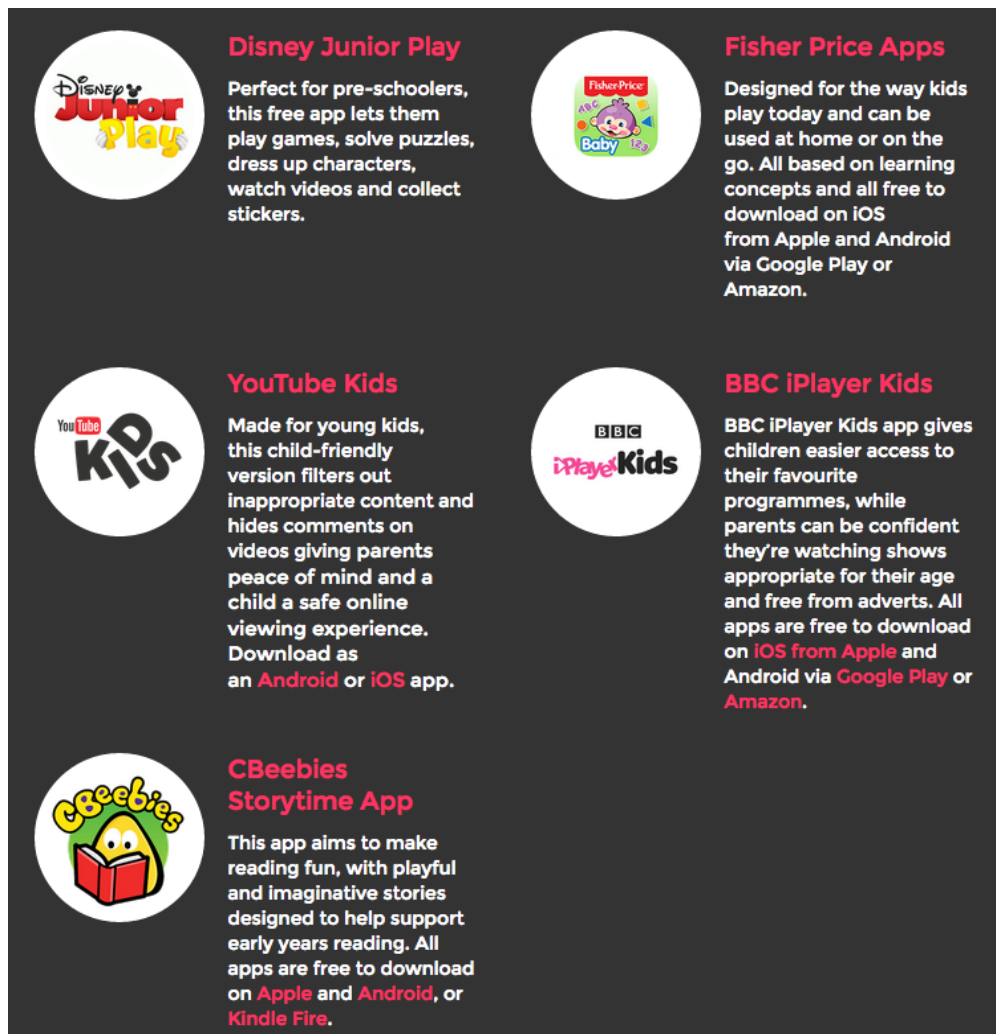 Disney
Junior
Play
Disney Junior Play
Perfect for pre-schoolers,
this free app lets them
play games, solve puzzles,
dress up characters,
watch videos and collect
stickers.
Fisher-Price
ABC
Baby
123
Fisher Price Apps
Designed for the way kids
play today and can be
used at home or on the
go. All based on learning
concepts and all free to
download on iOS
from Apple and Android
via Google Play or
Amazon.
YouTube
KIDS
YouTube Kids
Made for young kids,
this child-friendly
version filters out
inappropriate content and
hides comments on
videos giving parents
peace of mind and a
child a safe online
viewing experience.
Download as
an Android or iOS app.
BBC
iPlayer Kids
BBC iPlayer Kids
BBC iPlayer Kids app gives
children easier access to
their favourite
programmes, while
parents can be confident
they're watching shows
appropriate for their age
and free from adverts. All
apps are free to download
on iOS from Apple and
Android via Google Play or
Amazon.
CBeebies
CBeebies
Storytime App
This app aims to make
reading fun, with playful
and imaginative stories
designed to help support
early years reading. All
apps are free to download
on Apple and Android, or
Kindle Fire.